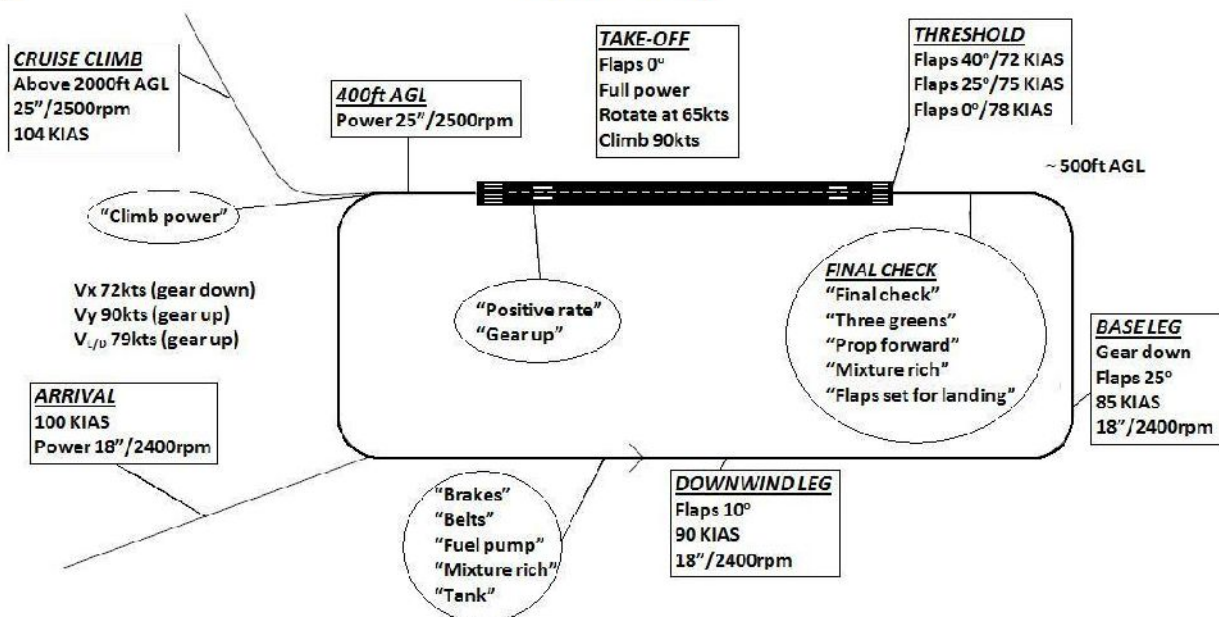 CRUISE CLIMB
Above 2000ft AGL
25”/2500rpm
104 KIAS
400ft AGL
Power 25”/2500rpm
TAKE-OFF
Flaps 0°
Full power
Rotate at 65kts
Climb 90kts
THRESHOLD
Flaps 40°/72 KIAS
Flaps 25°/75 KIAS
Flaps 0°/78 KIAS
~ 500ft AGL
“Climb power”
Vx 72kts (gear down)
Vy 90kts (gear up)
VL/D 79kts (gear up)
“Positive rate”
“Gear up”
FINAL CHECK
“Final check”
“Three greens”
“Prop forward”
“Mixture rich”
“Flaps set for landing”
BASE LEG
Gear down
Flaps 25°
85 KIAS
18”/2400rpm
ARRIVAL
100 KIAS
Power 18”/2400rpm
“Brakes”
“Belts”
“Fuel pump”
“Mixture rich”
“Tank”
DOWNWIND LEG
Flaps 10°
90 KIAS
18”/2400rpm